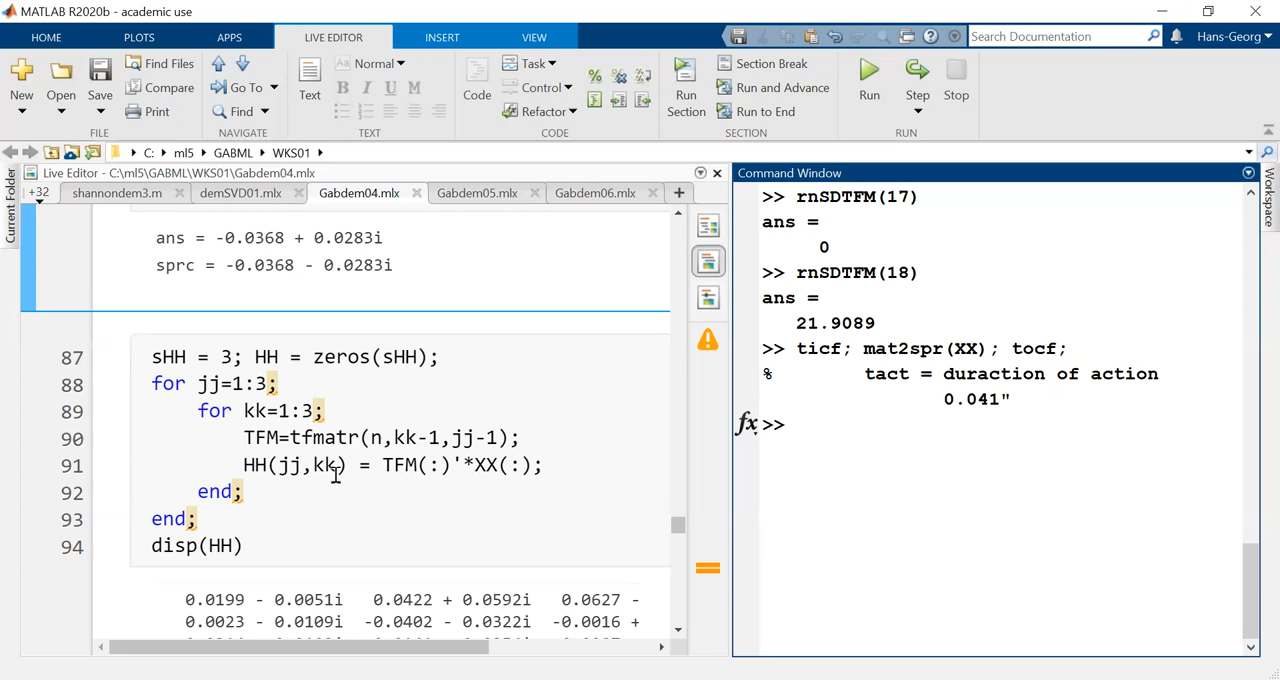 MATLAB R2020b - academic use
HOME PLOTS APPS LIVE EDITOR INSERT VIEW Search Documentation Hans-Georg
New Open Save Find Files Compare Print
Go To Find
Text Aa Normal B I U M
Code Task Control Refactor
Run Section Section Break Run and Advance Run to End
Run Step Stop
FILE NAVIGATE TEXT CODE SECTION RUN
C: ▸ ml5 ▸ GABML ▸ WKS01 ▸
Current Folder
Live Editor - C:\ml5\GABML\WKS01\Gabdem04.mlx
+32 shannondem3.m demSVD01.mlx Gabdem04.mlx Gabdem05.mlx Gabdem06.mlx
ans = -0.0368 + 0.0283i
sprc = -0.0368 - 0.0283i
87 sHH = 3; HH = zeros(sHH);
88 for jj=1:3;
89 for kk=1:3;
90 TFM=tfmatr(n,kk-1,jj-1);
91 HH(jj,kk) = TFM(:)'*XX(:);
92 end;
93 end;
94 disp(HH)
0.0199 - 0.0051i 0.0422 + 0.0592i 0.0627 -
0.0023 - 0.0109i -0.0402 - 0.0322i -0.0016 +
Command Window
>> rnSDTFM(17)
ans =
0
>> rnSDTFM(18)
ans =
21.9089
>> ticf; mat2spr(XX); tocf;
% tact = duraction of action
0.041"
fx >>
Workspace